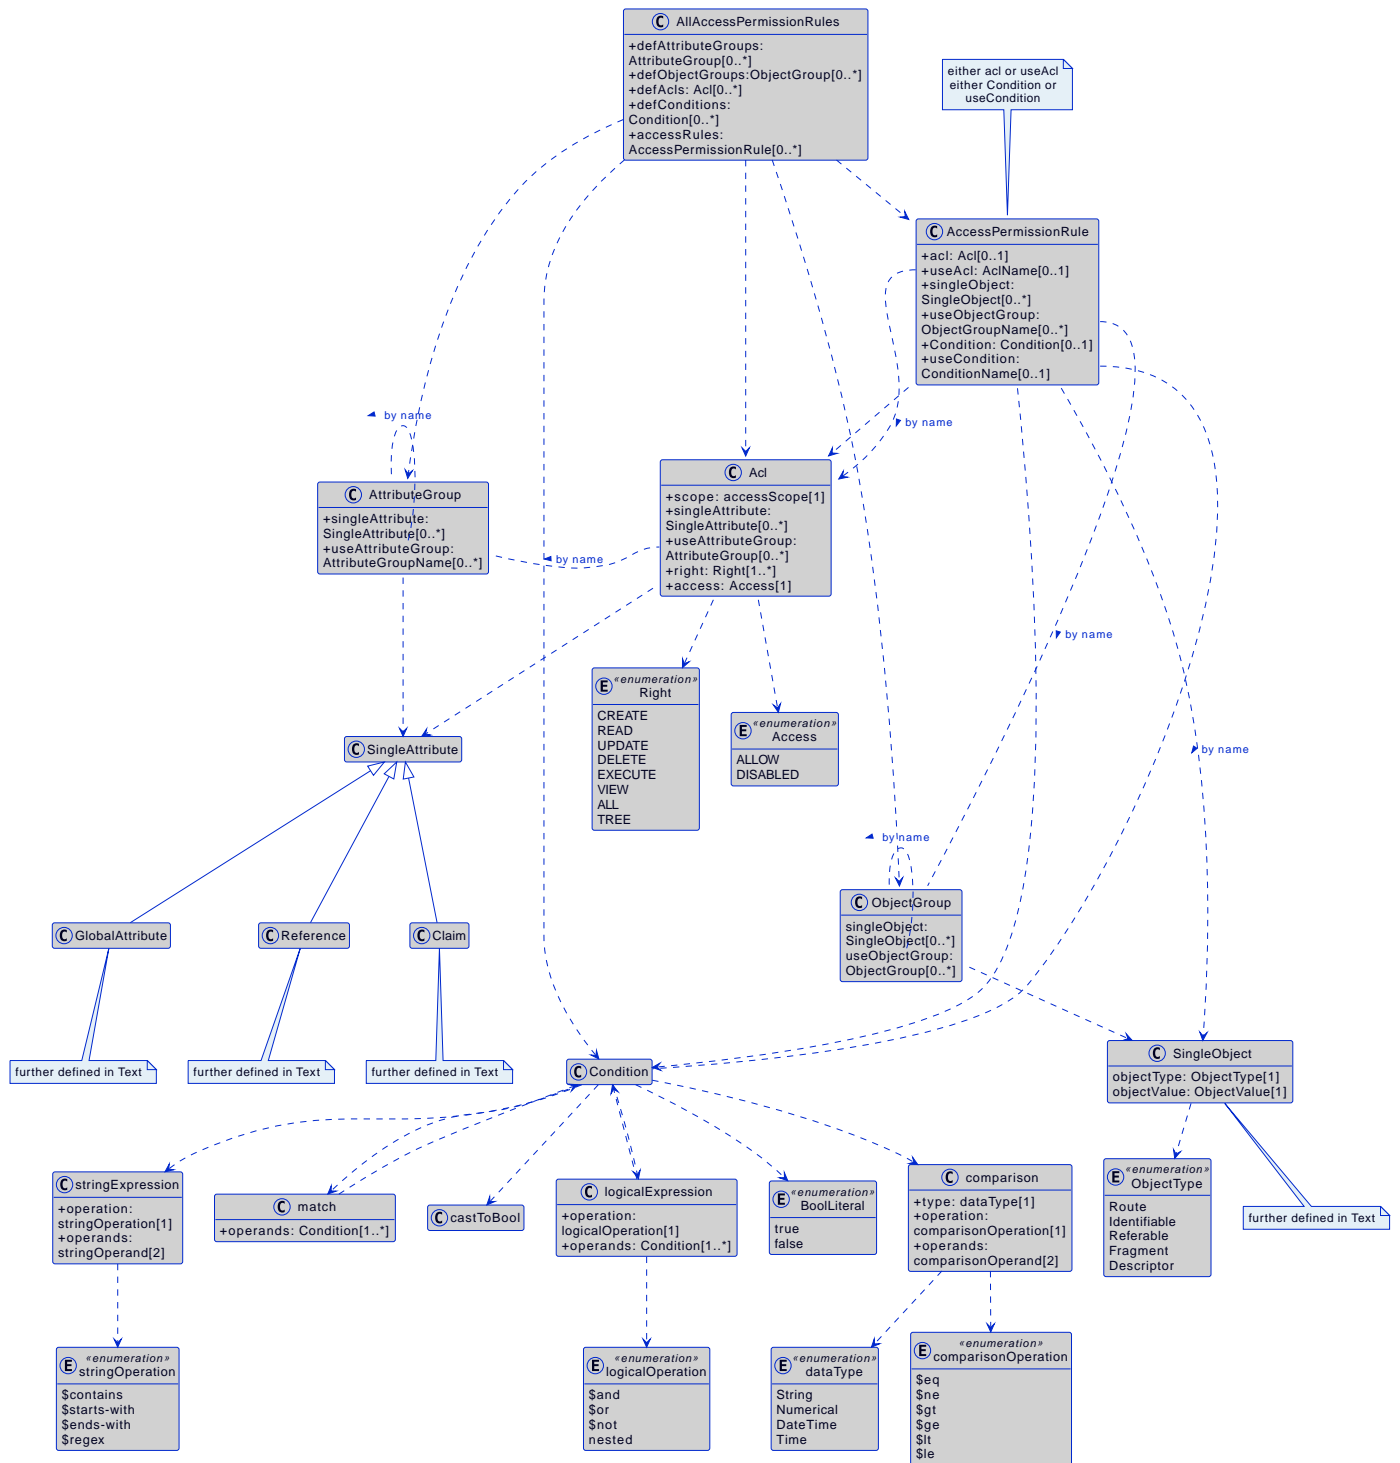 AllAccessPermissionRules
+defAttributeGroups:
AttributeGroup[0..*]
+defObjectGroups:ObjectGroup[0..*]
+defAcls: Acl[0..*]
+defConditions:
Condition[0..*]
+accessRules:
AccessPermissionRule[0..*]
either acl or useAcl
either Condition or
useCondition
C AccessPermissionRule
+acl: Acl[0..1]
+useAcl: AclName[0..1]
+singleObject:
SingleObject[0..*]
+useObjectGroup:
ObjectGroupName[0..*]
+Condition: Condition[0..1]
+useCondition:
ConditionName[0..1]
by name
by name
C AttributeGroup
+singleAttribute:
SingleAttribute[0..*]
+useAttributeGroup:
AttributeGroupName[0..*]
by name
C Acl
+scope: accessScope[1]
+singleAttribute:
SingleAttribute[0..*]
+useAttributeGroup:
AttributeGroup[0..*]
+right: Right[1..*]
+access: Access[1]
by name
E «enumeration»
Right
CREATE
READ
UPDATE
DELETE
EXECUTE
VIEW
ALL
TREE
E «enumeration»
Access
ALLOW
DISABLED
C SingleAttribute
by name
by name
C GlobalAttribute
C Reference
C Claim
C ObjectGroup
singleObject:
SingleObject[0..*]
useObjectGroup:
ObjectGroup[0..*]
further defined in Text
further defined in Text
further defined in Text
C Condition
C SingleObject
objectType: ObjectType[1]
objectValue: ObjectValue[1]
C stringExpression
+operation:
stringOperation[1]
+operands:
stringOperand[2]
C match
+operands: Condition[1..*]
C castToBool
C logicalExpression
+operation:
logicalOperation[1]
+operands: Condition[1..*]
E «enumeration»
BoolLiteral
true
false
C comparison
+type: dataType[1]
+operation:
comparisonOperation[1]
+operands:
comparisonOperand[2]
E «enumeration»
ObjectType
Route
Identifiable
Referable
Fragment
Descriptor
further defined in Text
E «enumeration»
stringOperation
$contains
$starts-with
$ends-with
$regex
E «enumeration»
logicalOperation
$and
$or
$not
nested
E «enumeration»
dataType
String
Numerical
DateTime
Time
E «enumeration»
comparisonOperation
$eq
$ne
$gt
$ge
$lt
$le